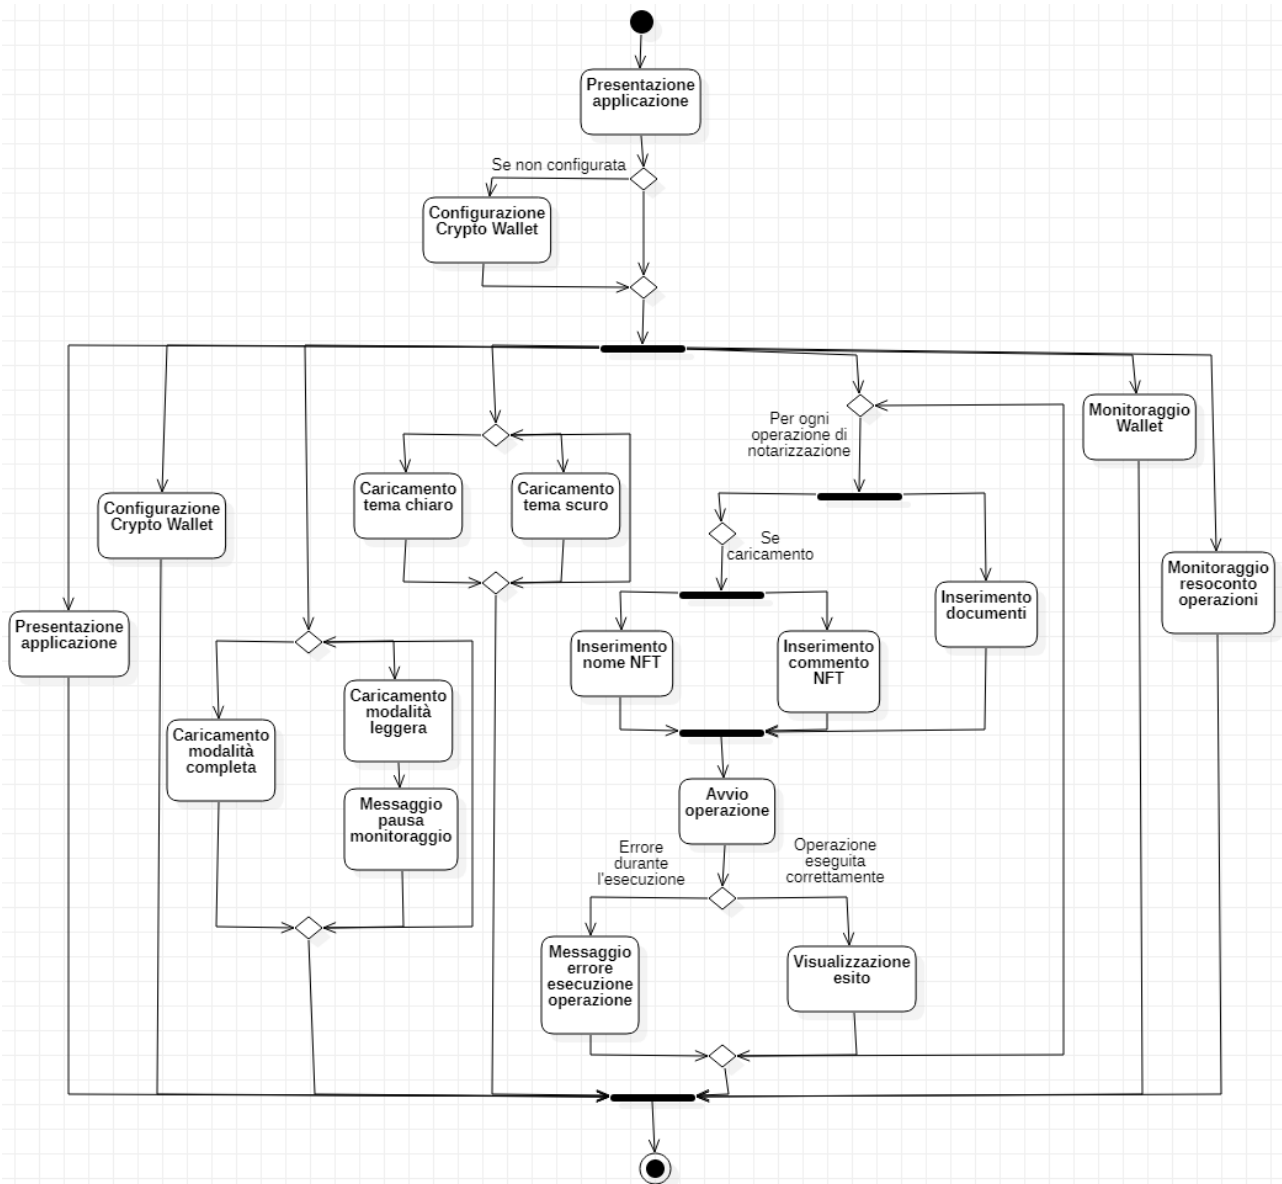 Presentazione
applicazione
Se non configurata
Configurazione
Crypto Wallet
Per ogni
operazione di
notarizzazione
Monitoraggio
Wallet
Caricamento
tema chiaro
Caricamento
tema scuro
Configurazione
Crypto Wallet
Se
caricamento
Monitoraggio
resoconto
operazioni
Inserimento
documenti
Presentazione
applicazione
Inserimento
nome NFT
Inserimento
commento
NFT
Caricamento
modalità
leggera
Caricamento
modalità
completa
Messaggio
pausa
monitoraggio
Avvio
operazione
Errore
durante
l'esecuzione
Operazione
eseguita
correttamente
Messaggio
errore
esecuzione
operazione
Visualizzazione
esito